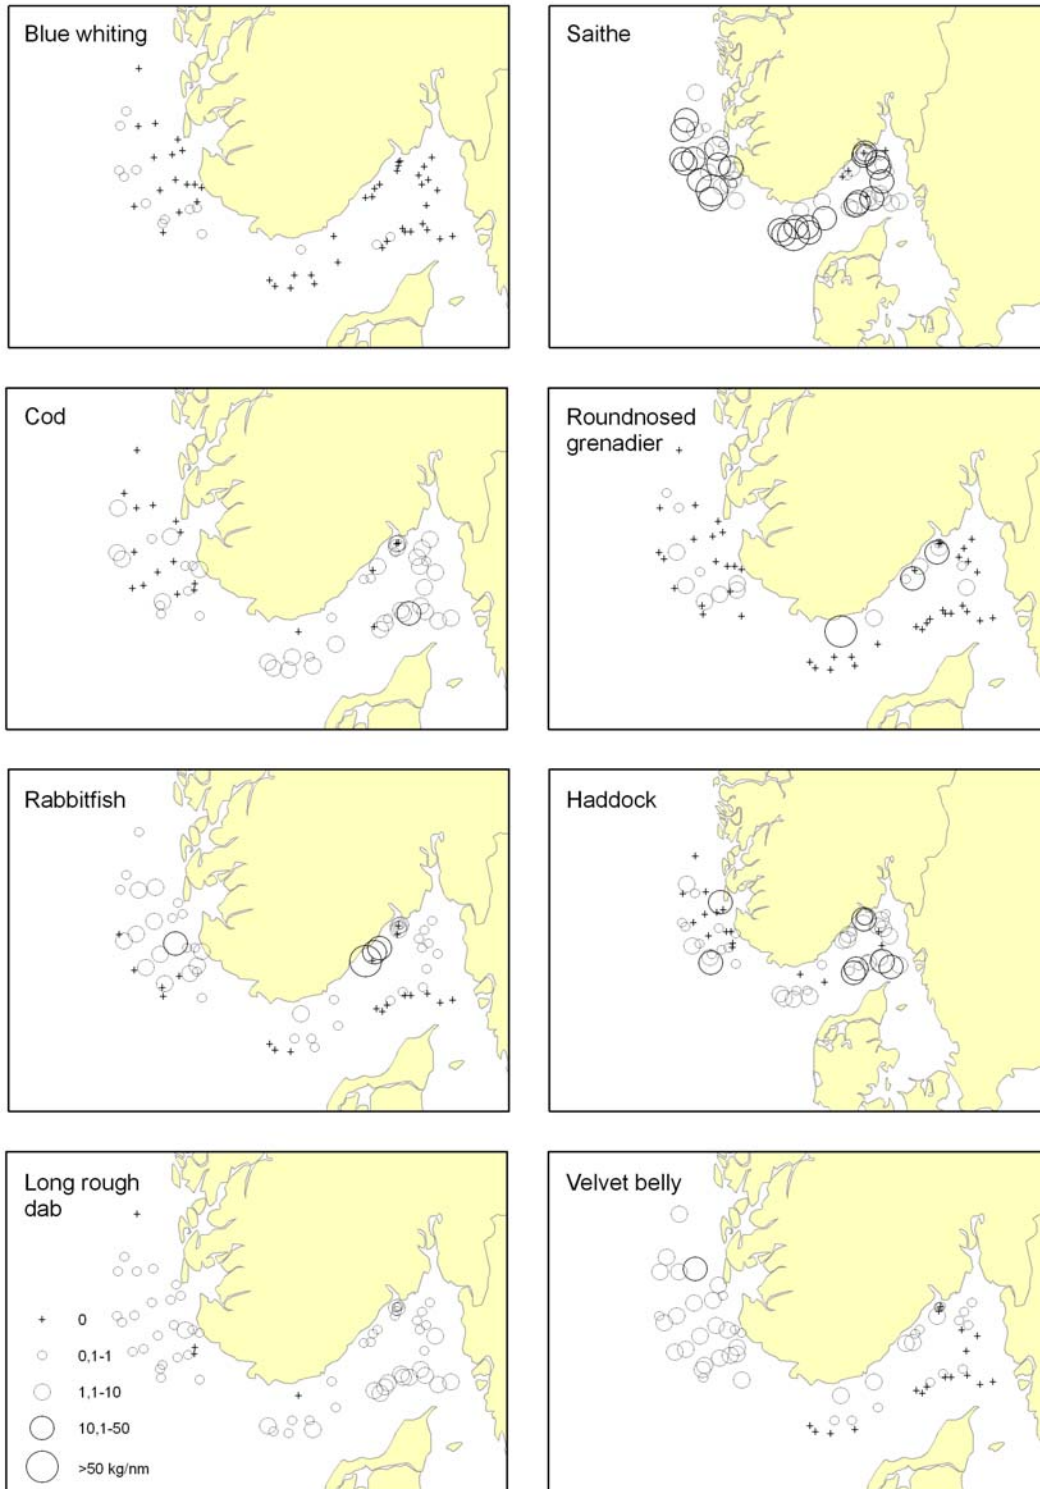 Blue whiting
Saithe
Cod
Roundnosed
grenadier
Rabbitfish
Haddock
Long rough
dab
0
0,1-1
1,1-10
10,1-50
>50 kg/nm
Velvet belly